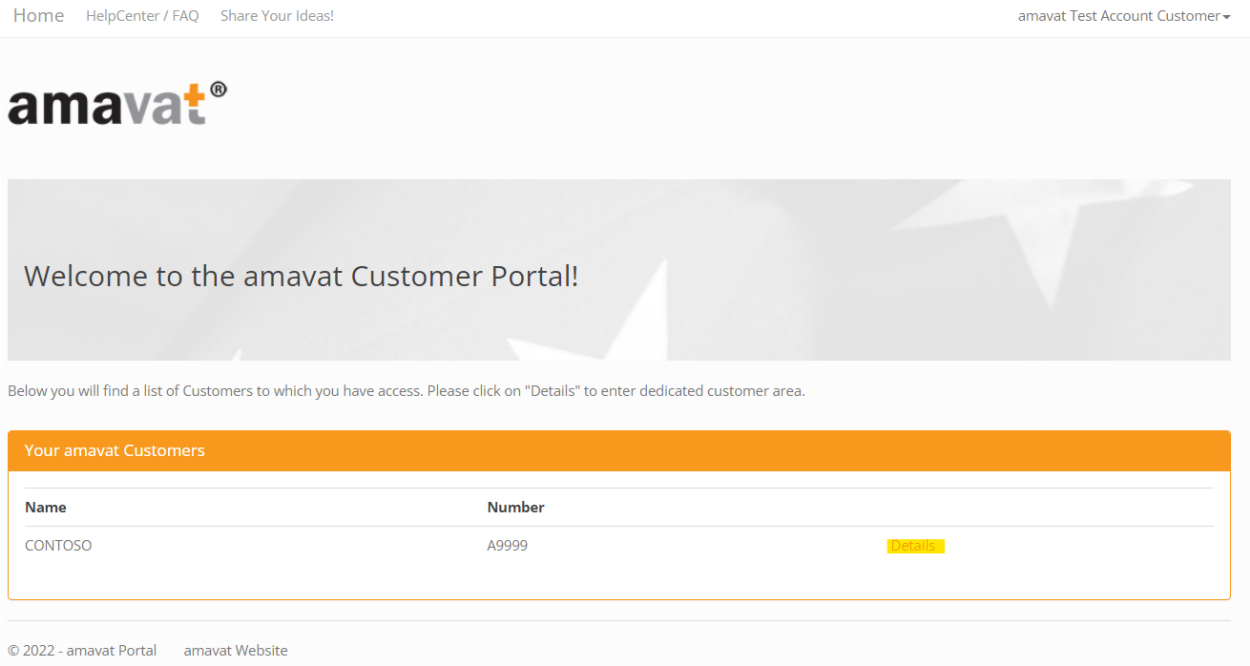 Home HelpCenter / FAQ Share Your Ideas! amavat Test Account Customer
amavat®
Welcome to the amavat Customer Portal!
Below you will find a list of Customers to which you have access. Please click on "Details" to enter dedicated customer area.
Your amavat Customers
Name Number
CONTOSO A9999 Details
© 2022 - amavat Portal amavat Website